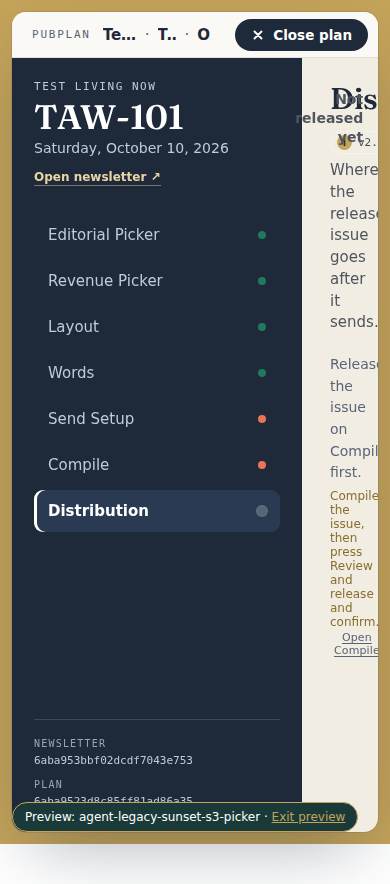 PUBPLAN Te… · T.. · O
× Close plan
TEST LIVING NOW
TAW-101
Saturday, October 10, 2026
Open newsletter ↗
Editorial Picker
Revenue Picker
Layout
Words
Send Setup
Compile
Distribution
NEWSLETTER
6aba953bbf02dcdf7043e753
PLAN
Dis
Not
released
yet
v2.
Where
the
release
issue
goes
after
it
sends.
Release
the
issue
on
Compil
first.
Compile
the
issue,
then
press
Review
and
release
and
confirm.
Open
Compile
Preview: agent-legacy-sunset-s3-picker · Exit preview